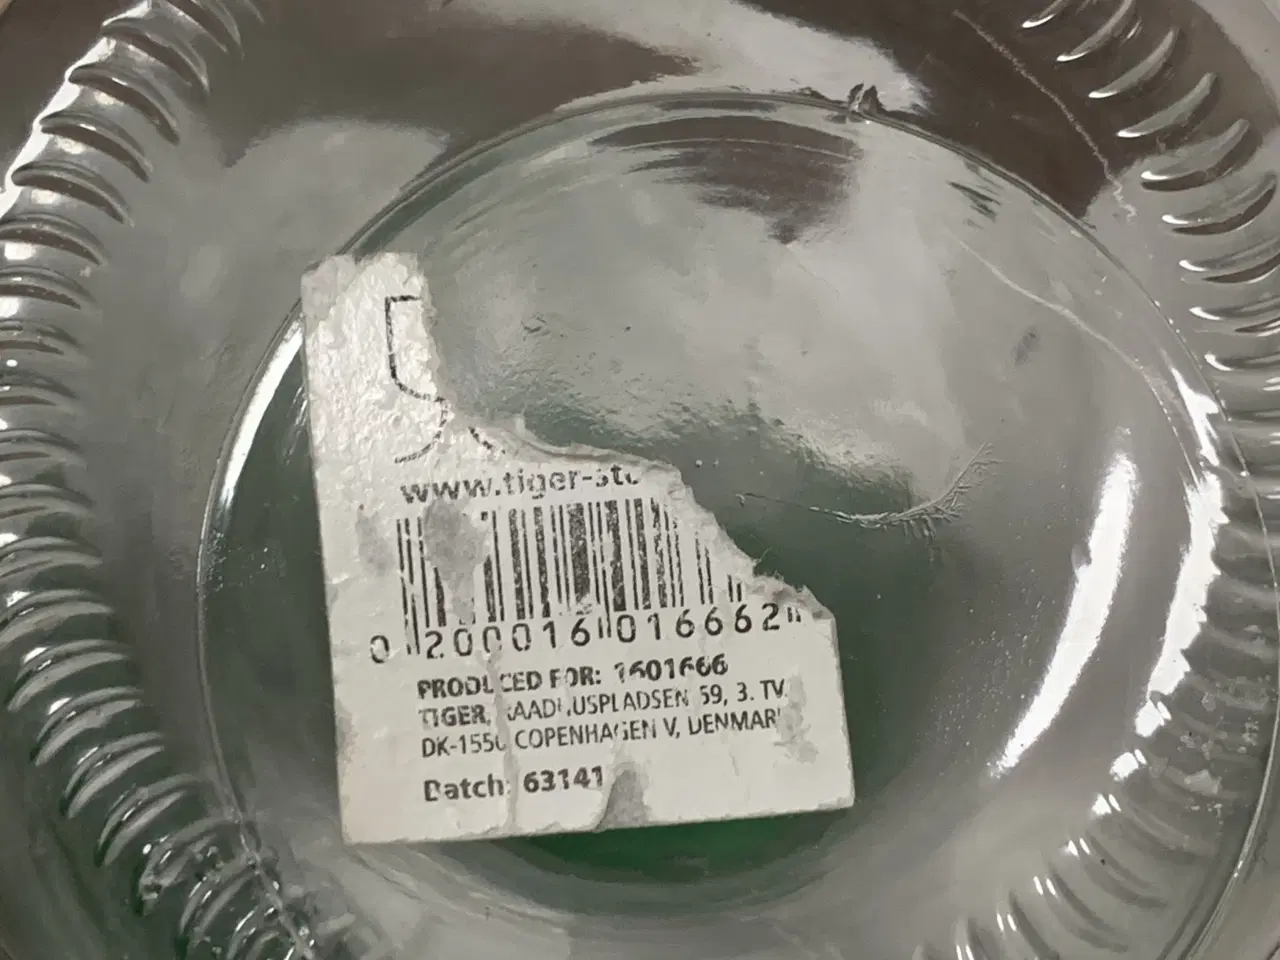 www.tiger-sto
0 200016 016662
PRODUCED FOR: 1601666
TIGER, RAADHUSPLADSEN 59, 3. TV.
DK-1550 COPENHAGEN V, DENMARK
Batch: 63141